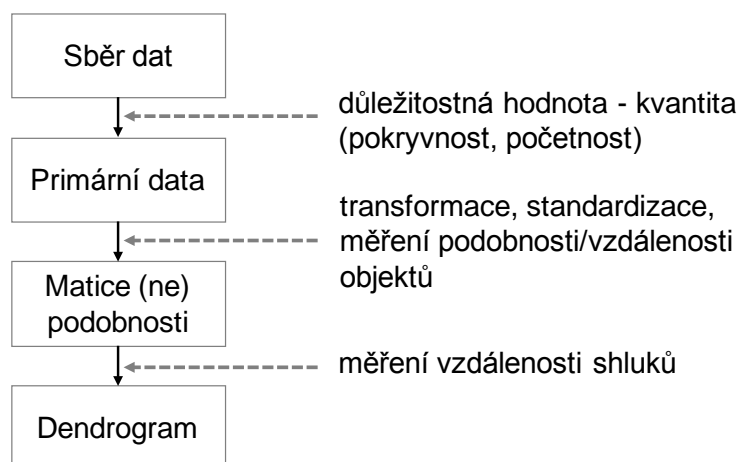 Sběr dat
důležitostná hodnota - kvantita
(pokryvnost, početnost)
Primární data
transformace, standardizace,
měření podobnosti/vzdálenosti
objektů
Matice (ne)
podobnosti
měření vzdálenosti shluků
Dendrogram